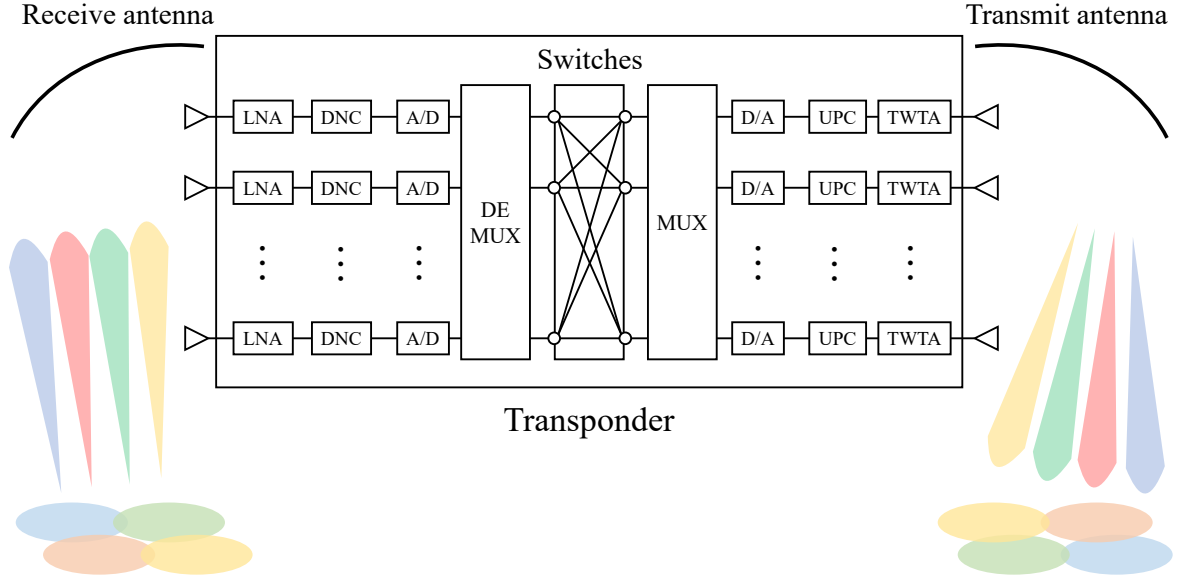 Receive antenna
Transmit antenna
Switches
LNA DNC A/D D/A UPC TWTA
LNA DNC A/D D/A UPC TWTA
DE
MUX
MUX
LNA DNC A/D D/A UPC TWTA
Transponder